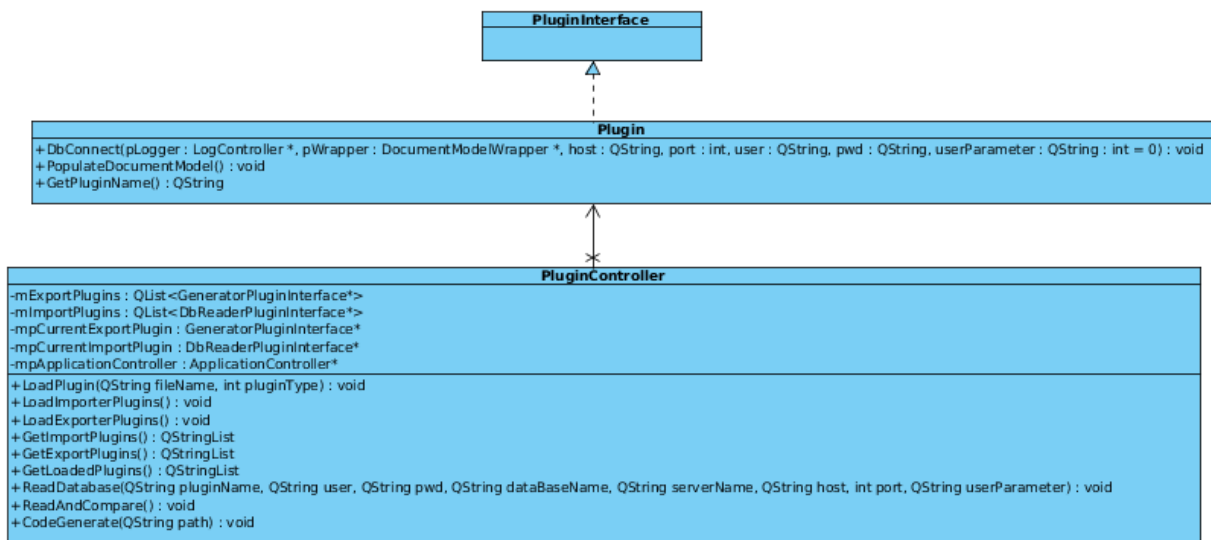 PluginInterface
Plugin
+DbConnect(pLogger : LogController *, pWrapper : DocumentModelWrapper *, host : QString, port : int, user : QString, pwd : QString, userParameter : QString : int = 0) : void
+PopulateDocumentModel() : void
+GetPluginName() : QString
PluginController
-mExportPlugins : QList<GeneratorPluginInterface*>
-mImportPlugins : QList<DbReaderPluginInterface*>
-mpCurrentExportPlugin : GeneratorPluginInterface*
-mpCurrentImportPlugin : DbReaderPluginInterface*
-mpApplicationController : ApplicationController*
+LoadPlugin(QString fileName, int pluginType) : void
+LoadImporterPlugins() : void
+LoadExporterPlugins() : void
+GetImportPlugins() : QStringList
+GetExportPlugins() : QStringList
+GetLoadedPlugins() : QStringList
+ReadDatabase(QString pluginName, QString user, QString pwd, QString dataBaseName, QString serverName, QString host, int port, QString userParameter) : void
+ReadAndCompare() : void
+CodeGenerate(QString path) : void